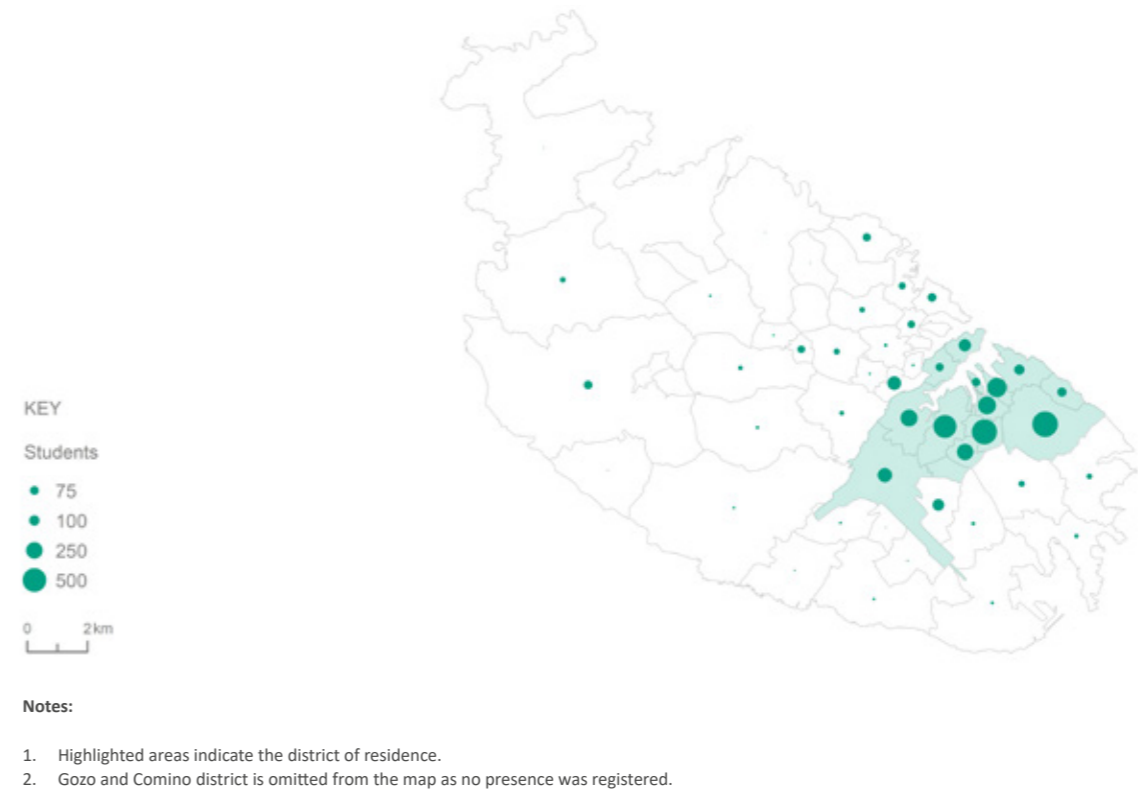 KEY
Students
75
100
250
500
0 2km
Notes:
1. Highlighted areas indicate the district of residence.
2. Gozo and Comino district is omitted from the map as no presence was registered.